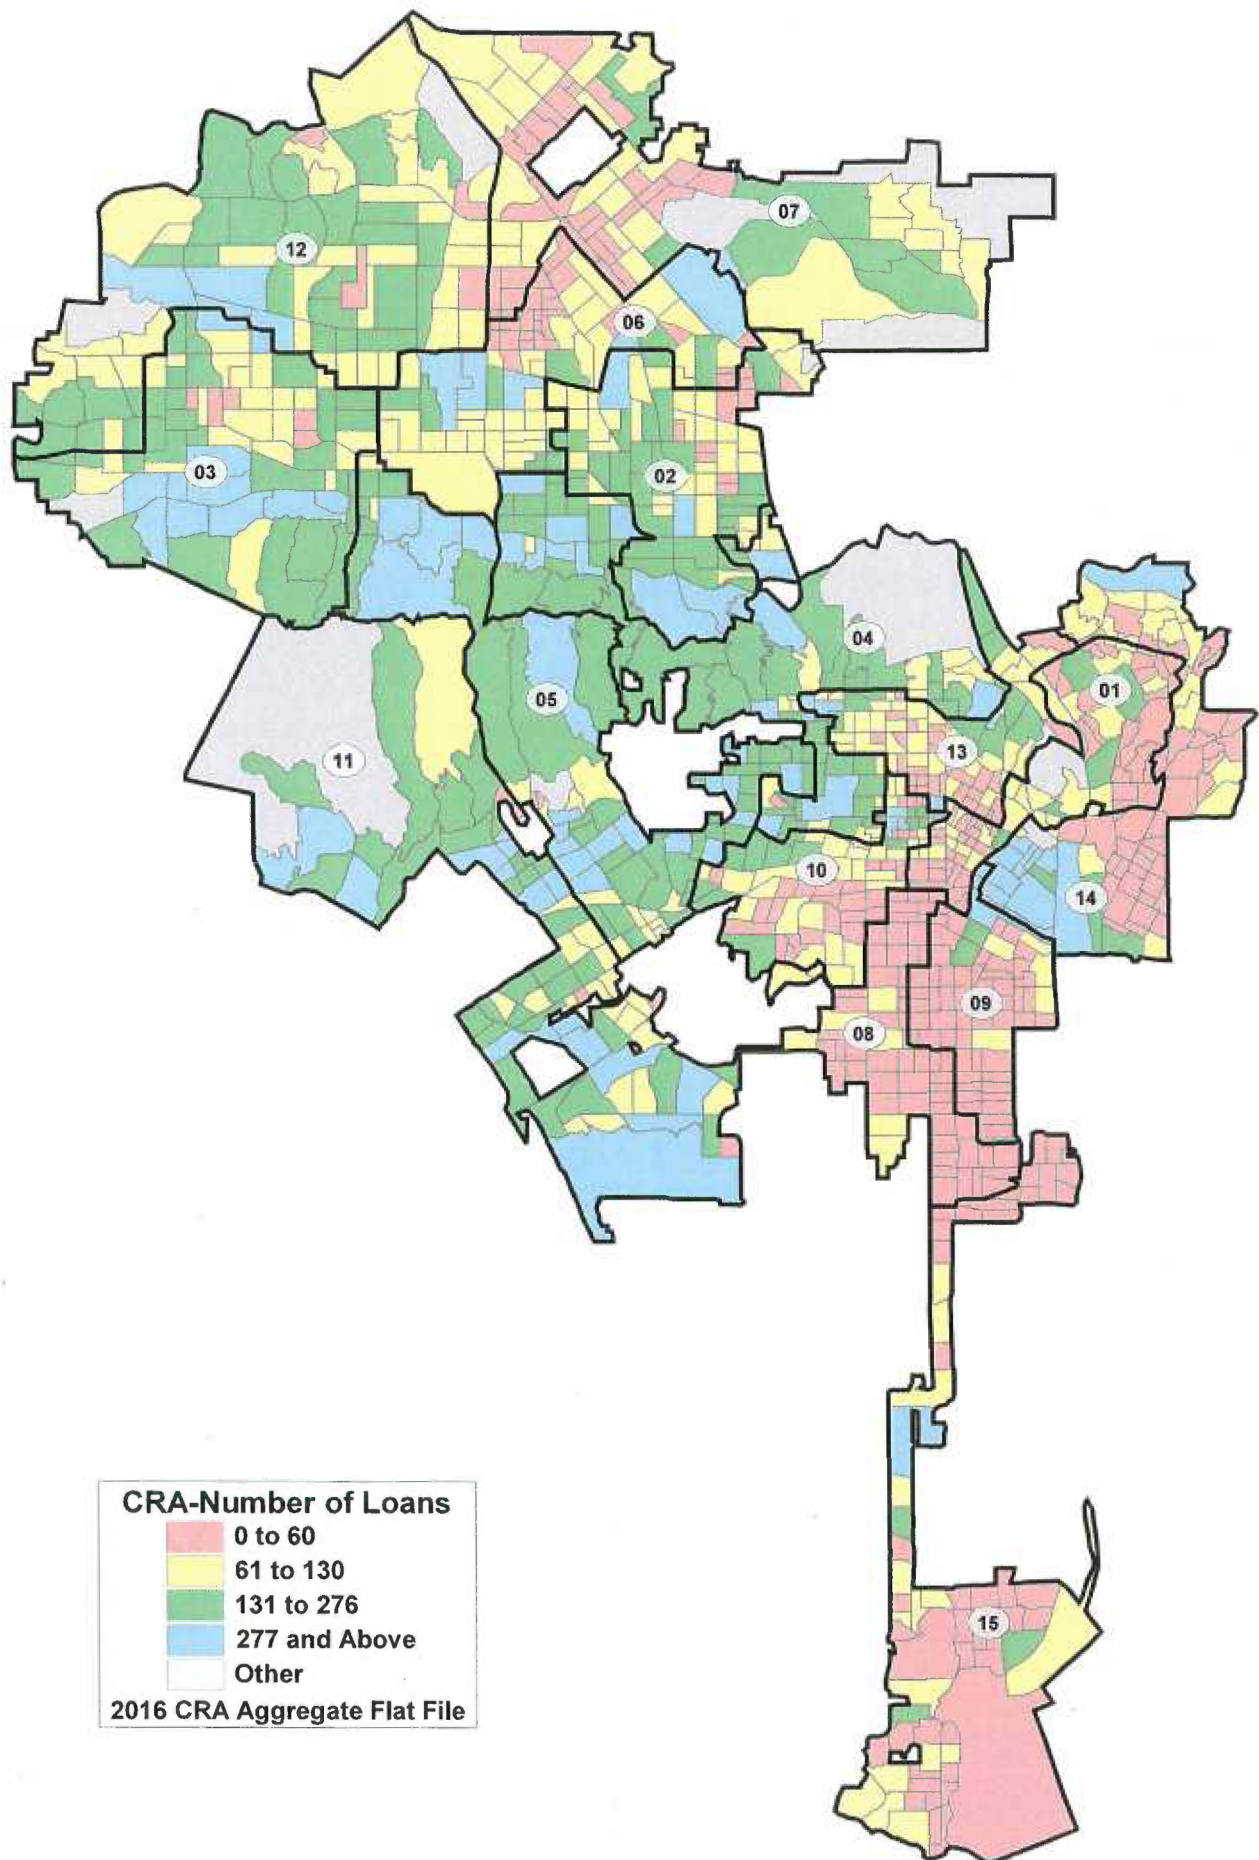 07
12
06
03
02
04
01
05
13
11
10
14
09
08
CRA-Number of Loans
0 to 60
61 to 130
131 to 276
277 and Above
Other
2016 CRA Aggregate Flat File
15